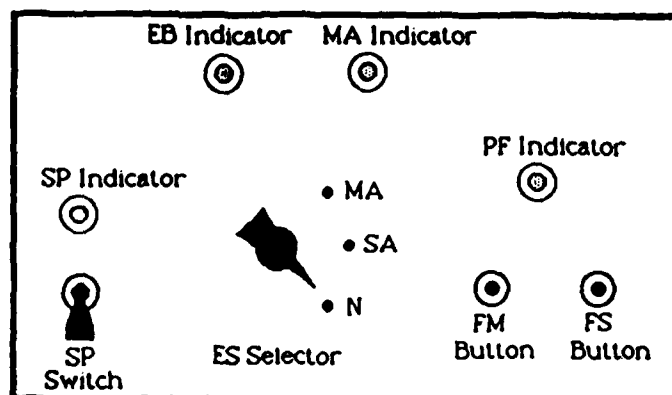 EB Indicator
MA Indicator
PF Indicator
SP Indicator
MA
SA
N
SP
Switch
ES Selector
FM
Button
FS
Button